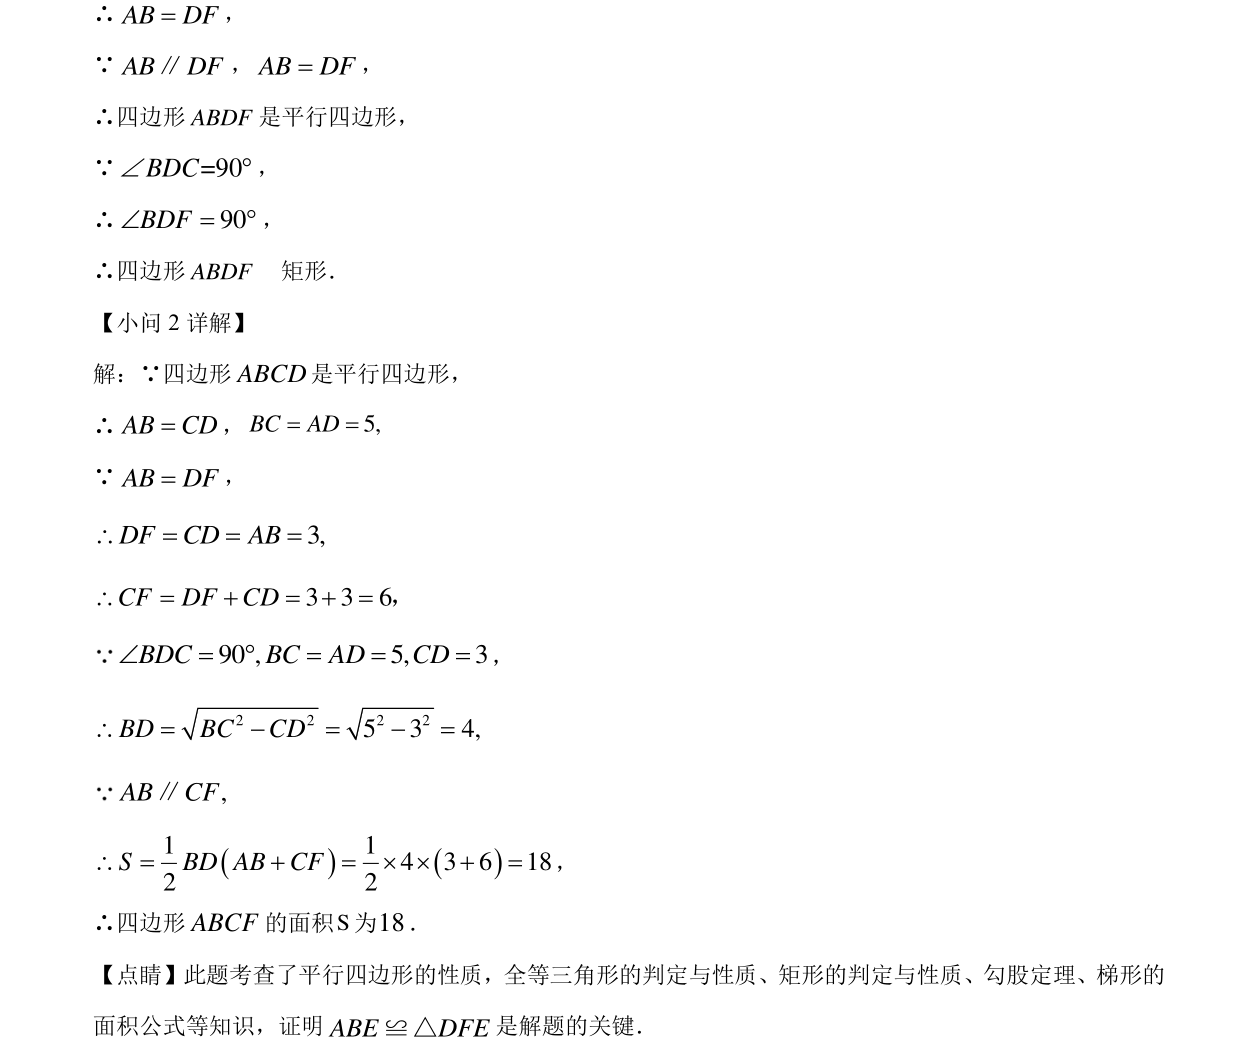 ∴ AB = DF，
∵ AB∥DF， AB = DF，
∴四边形 ABDF 是平行四边形，
∵ ∠BDC=90°，
∴ ∠BDF = 90°，
∴四边形 ABDF 矩形．
【小问 2 详解】
解：∵四边形 ABCD 是平行四边形，
∴ AB = CD， BC = AD = 5,
∵ AB = DF，
∴ DF = CD = AB = 3,
∴ CF = DF + CD = 3 + 3 = 6，
∵ ∠BDC = 90°, BC = AD = 5, CD = 3，
∴ BD = √(BC² − CD²) = √(5² − 3²) = 4,
∵ AB∥CF,
∴ S = 1/2 BD(AB + CF) = 1/2 × 4 × (3 + 6) = 18，
∴四边形 ABCF 的面积 S 为18．
【点睛】此题考查了平行四边形的性质，全等三角形的判定与性质、矩形的判定与性质、勾股定理、梯形的
面积公式等知识，证明 ABE ≌ △DFE 是解题的关键．